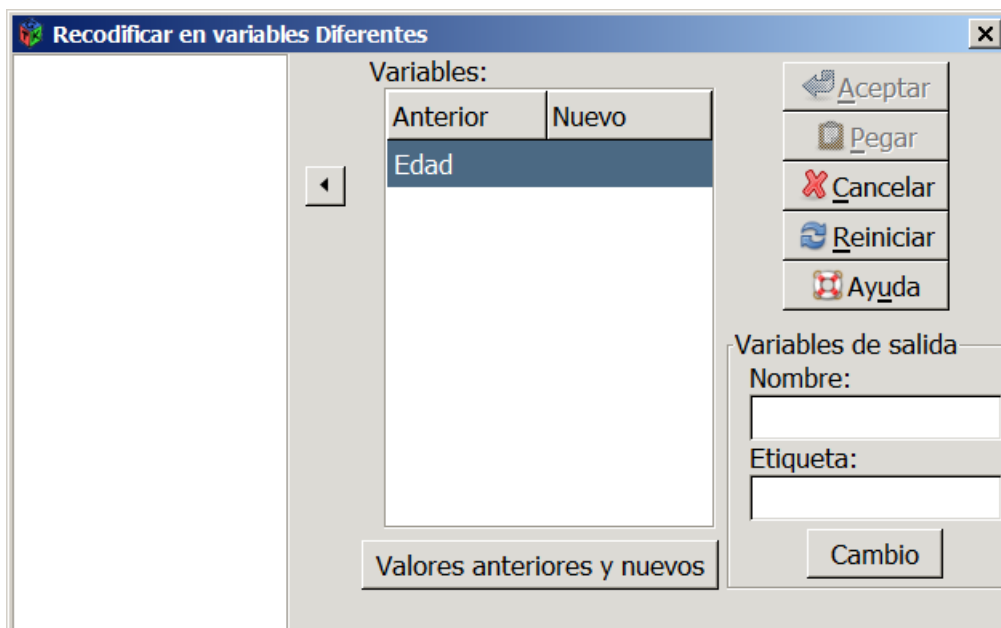 Recodificar en variables Diferentes
Variables:
Anterior Nuevo
Edad
Valores anteriores y nuevos
Aceptar
Pegar
Cancelar
Reiniciar
Ayuda
Variables de salida
Nombre:
Etiqueta:
Cambio